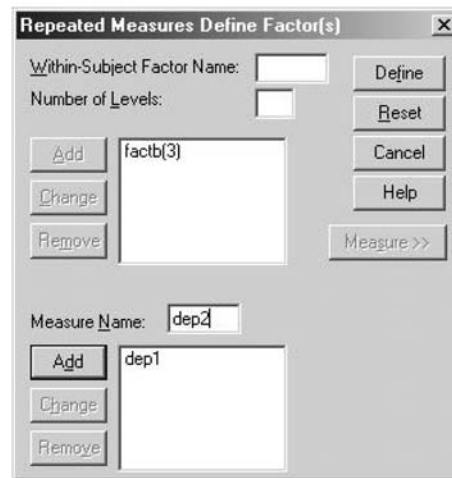 Repeated Measures Define Factor(s)
Within-Subject Factor Name:
Define
Number of Levels:
Reset
Add
factb(3)
Cancel
Change
Help
Remove
Measure >>
Measure Name: dep2
Add
dep1
Change
Remove